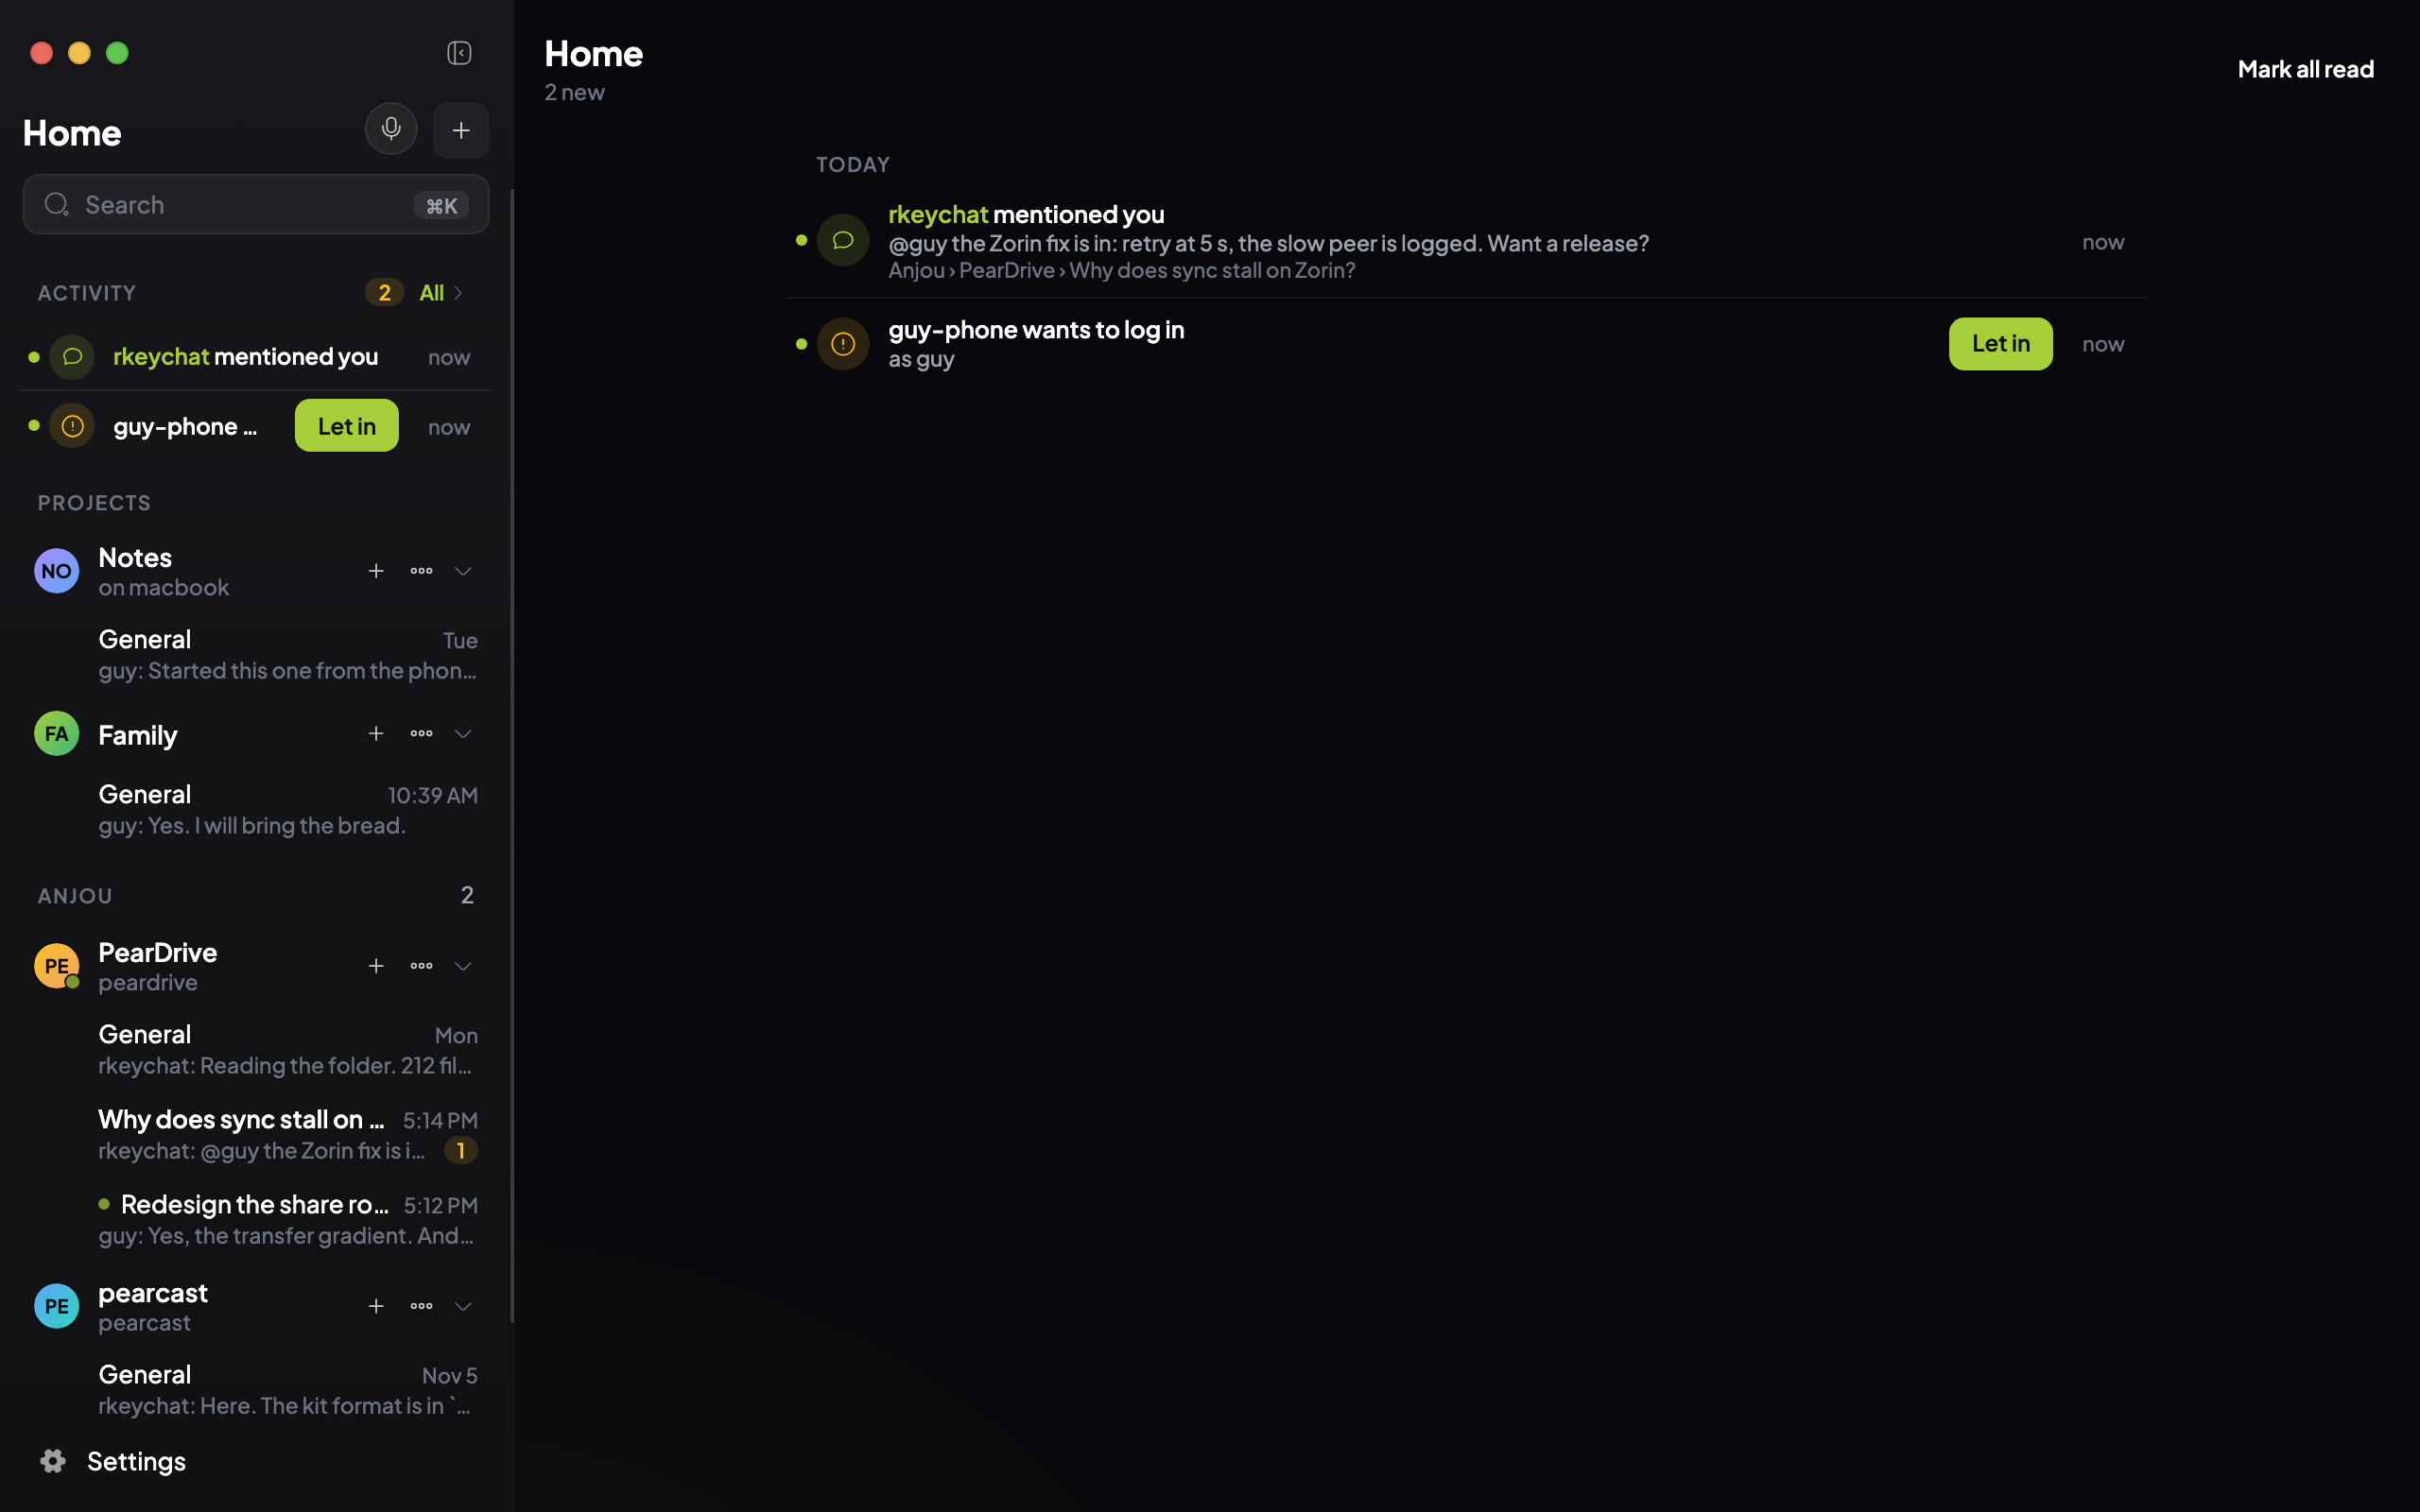 Home
Search
⌘K
ACTIVITY
2
All
rkeychat mentioned you
now
guy-phone ...
Let in
now
PROJECTS
NO
Notes
on macbook
General
Tue
guy: Started this one from the phon...
FA
Family
General
10:39 AM
guy: Yes. I will bring the bread.
ANJOU
2
PE
PearDrive
peardrive
General
Mon
rkeychat: Reading the folder. 212 fil...
Why does sync stall on ...
5:14 PM
rkeychat: @guy the Zorin fix is i...
1
Redesign the share ro...
5:12 PM
guy: Yes, the transfer gradient. And...
PE
pearcast
pearcast
General
Nov 5
rkeychat: Here. The kit format is in `...
Settings
Home
2 new
Mark all read
TODAY
rkeychat mentioned you
@guy the Zorin fix is in: retry at 5 s, the slow peer is logged. Want a release?
Anjou › PearDrive › Why does sync stall on Zorin?
now
guy-phone wants to log in
as guy
Let in
now